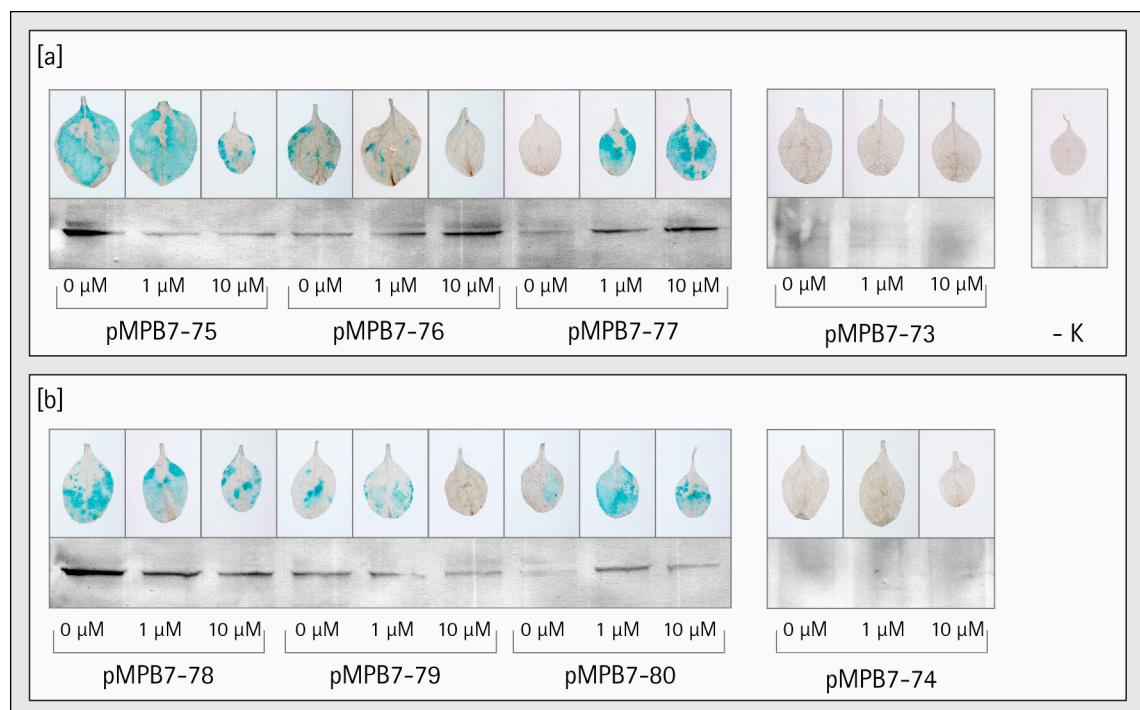 [a]
0 µM 1 µM 10 µM 0 µM 1 µM 10 µM 0 µM 1 µM 10 µM 0 µM 1 µM 10 µM
pMPB7-75 pMPB7-76 pMPB7-77 pMPB7-73 - K
[b]
0 µM 1 µM 10 µM 0 µM 1 µM 10 µM 0 µM 1 µM 10 µM 0 µM 1 µM 10 µM
pMPB7-78 pMPB7-79 pMPB7-80 pMPB7-74